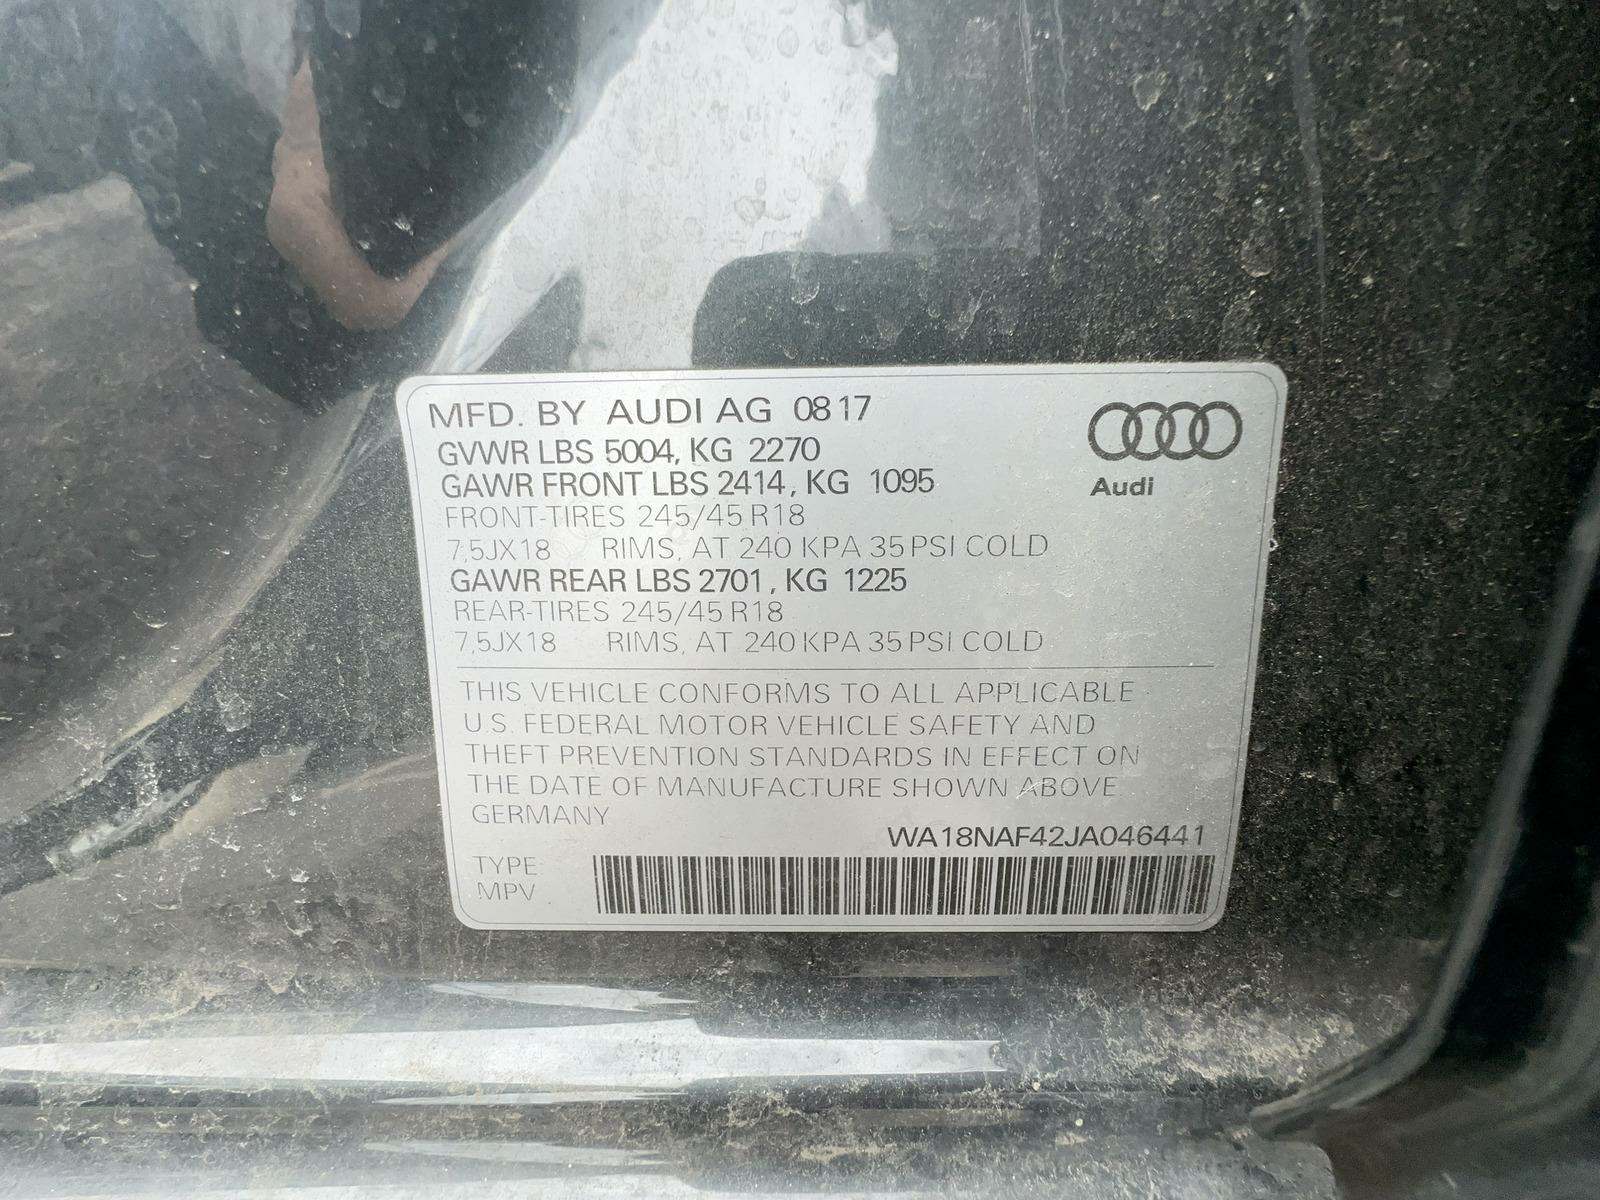 MFD. BY AUDI AG 0817
GVWR LBS 5004, KG 2270
GAWR FRONT LBS 2414, KG 1095
Audi
FRONT-TIRES 245/45 R18
7,5JX18 RIMS, AT 240 KPA 35 PSI COLD
GAWR REAR LBS 2701, KG 1225
REAR-TIRES 245/45 R18
7,5JX18 RIMS, AT 240 KPA 35 PSI COLD
THIS VEHICLE CONFORMS TO ALL APPLICABLE
U.S. FEDERAL MOTOR VEHICLE SAFETY AND
THEFT PREVENTION STANDARDS IN EFFECT ON
THE DATE OF MANUFACTURE SHOWN ABOVE
GERMANY
WA18NAF42JA046441
TYPE
MPV